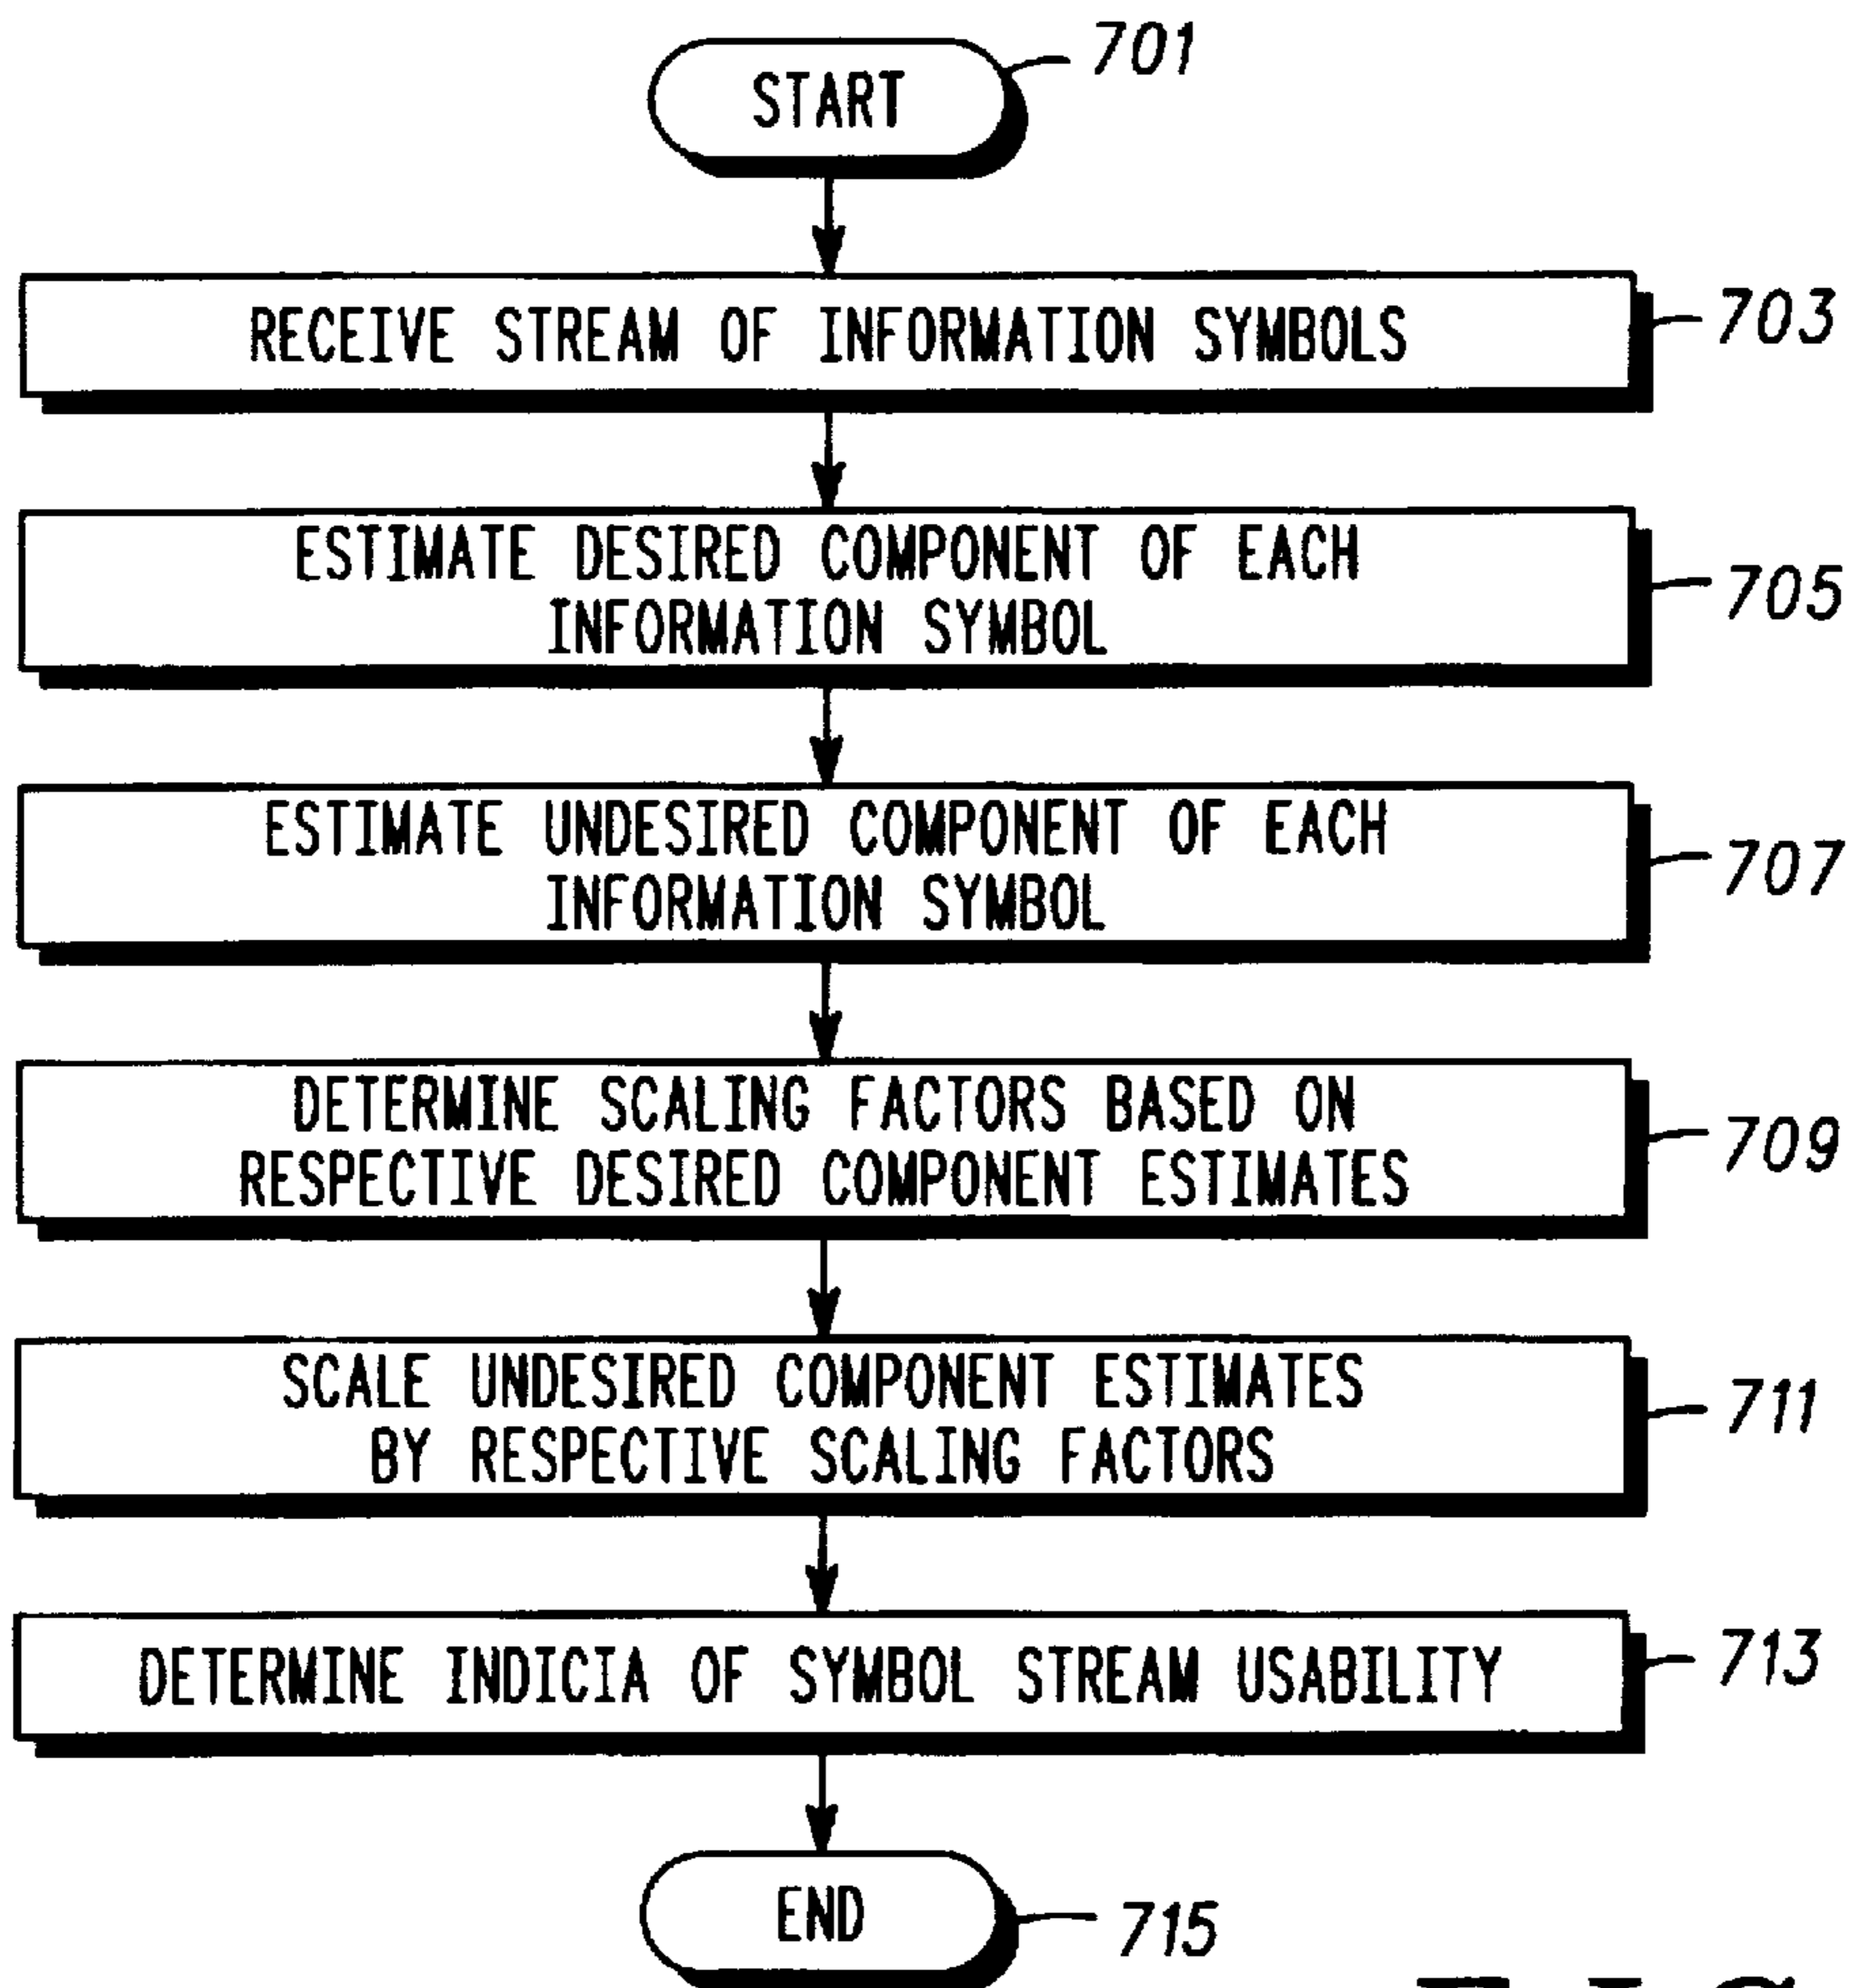 START
701
RECEIVE STREAM OF INFORMATION SYMBOLS
703
ESTIMATE DESIRED COMPONENT OF EACH
INFORMATION SYMBOL
705
ESTIMATE UNDESIRED COMPONENT OF EACH
INFORMATION SYMBOL
707
DETERMINE SCALING FACTORS BASED ON
RESPECTIVE DESIRED COMPONENT ESTIMATES
709
SCALE UNDESIRED COMPONENT ESTIMATES
BY RESPECTIVE SCALING FACTORS
711
DETERMINE INDICIA OF SYMBOL STREAM USABILITY
713
END
715